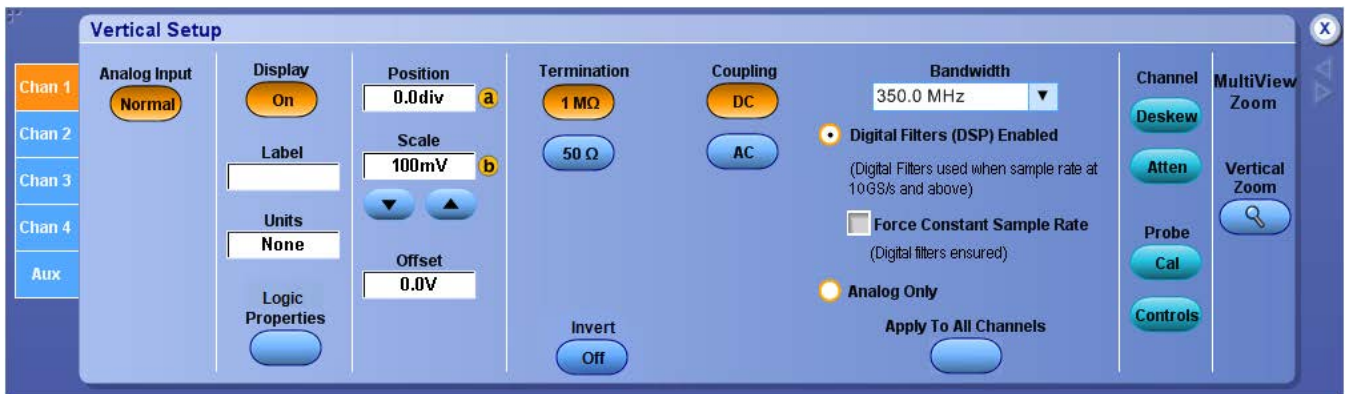 Vertical Setup
X
Chan 1
Chan 2
Chan 3
Chan 4
Aux
Analog Input
Normal
Display
On
Label
Units
None
Logic
Properties
Position
0.0div
a
Scale
100mV
b
Offset
0.0V
Termination
1 MΩ
50 Ω
Invert
Off
Coupling
DC
AC
Bandwidth
350.0 MHz
Digital Filters (DSP) Enabled
(Digital Filters used when sample rate at
10GS/s and above)
Force Constant Sample Rate
(Digital filters ensured)
Analog Only
Apply To All Channels
Channel
Deskew
Atten
Probe
Cal
Controls
MultiView
Zoom
Vertical
Zoom